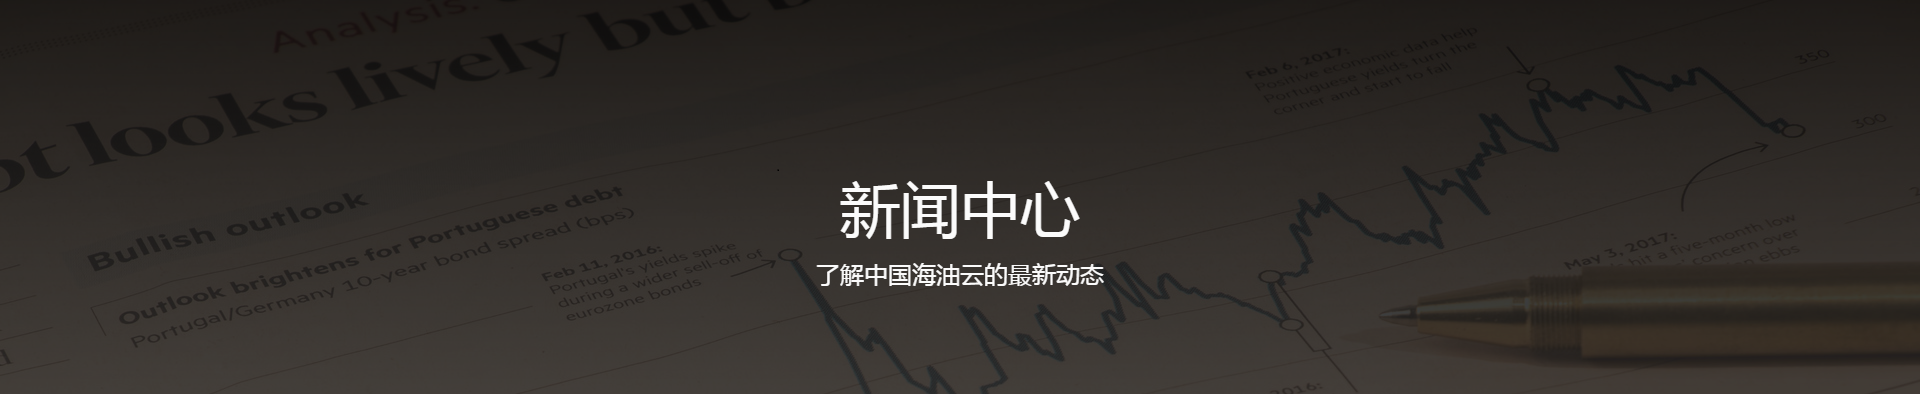 Analysis.
ot looks lively but b
Bullish outlook
Outlook brightens for Portuguese debt
Portugal/Germany 10-year bond spread (bps)
Feb 11, 2016:
Portugal's yields spike
during a wider sell-off of
eurozone bonds
Feb 6, 2017:
Positive economic data help
Portuguese yields turn the
corner and start to fall
350
300
新闻中心
了解中国海油云的最新动态
May 3, 2017:
hit a five-month low
concern over
ebbs
2016: